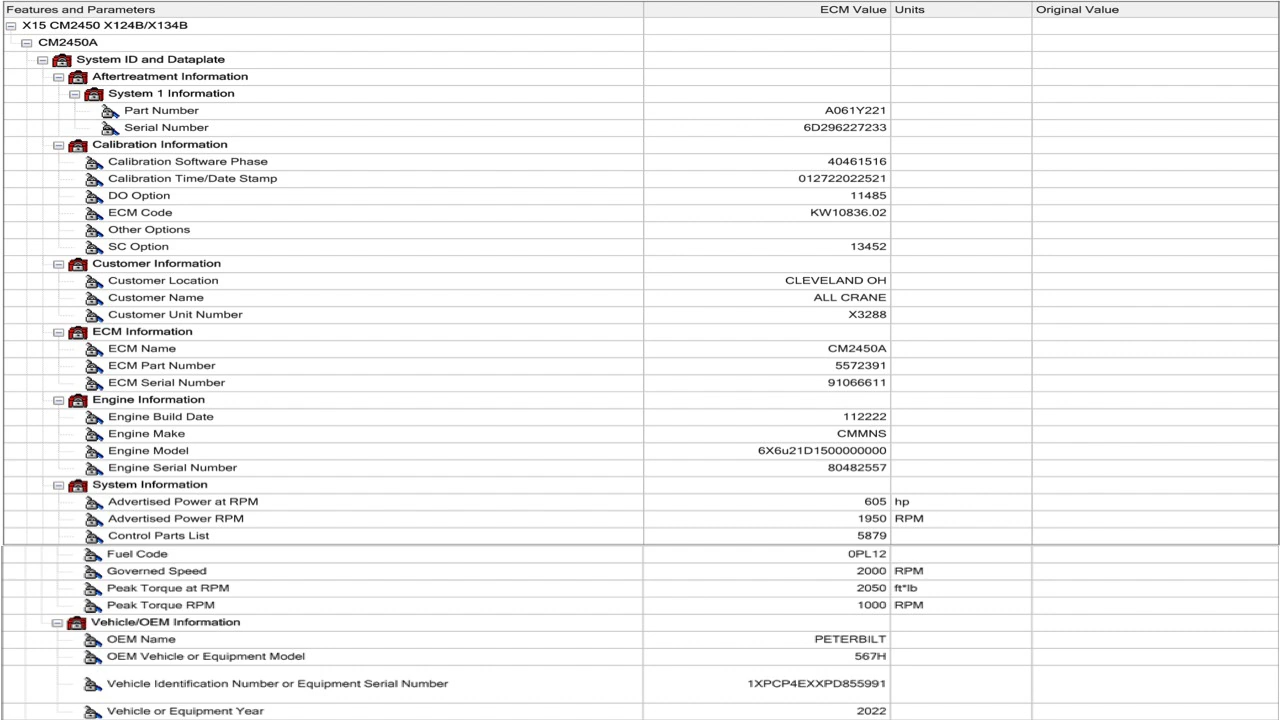 Features and Parameters ECM Value Units Original Value
X15 CM2450 X124B/X134B
CM2450A
System ID and Dataplate
Aftertreatment Information
System 1 Information
Part Number A061Y221
Serial Number 6D296227233
Calibration Information
Calibration Software Phase 40461516
Calibration Time/Date Stamp 012722022521
DO Option 11485
ECM Code KW10836.02
Other Options
SC Option 13452
Customer Information
Customer Location CLEVELAND OH
Customer Name ALL CRANE
Customer Unit Number X3288
ECM Information
ECM Name CM2450A
ECM Part Number 5572391
ECM Serial Number 91066611
Engine Information
Engine Build Date 112222
Engine Make CMMNS
Engine Model 6X6u21D1500000000
Engine Serial Number 80482557
System Information
Advertised Power at RPM 605 hp
Advertised Power RPM 1950 RPM
Control Parts List 5879
Fuel Code 0PL12
Governed Speed 2000 RPM
Peak Torque at RPM 2050 ft*lb
Peak Torque RPM 1000 RPM
Vehicle/OEM Information
OEM Name PETERBILT
OEM Vehicle or Equipment Model 567H
Vehicle Identification Number or Equipment Serial Number 1XPCP4EXXPD855991
Vehicle or Equipment Year 2022